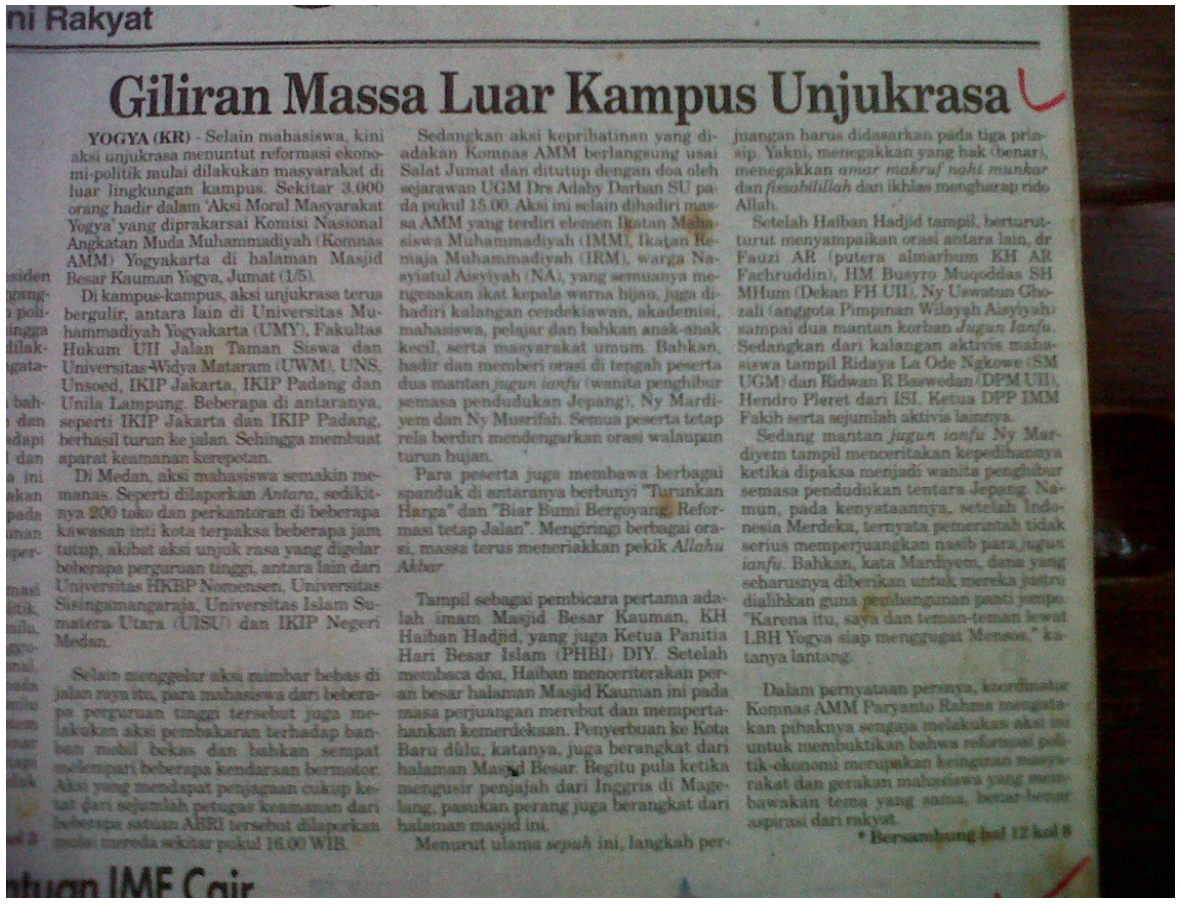 ni Rakyat
Giliran Massa Luar Kampus Unjukrasa
YOGYA (KR) - Selain mahasiswa, kini
aksi unjukrasa menuntut reformasi ekono-
mi-politik mulai dilakukan masyarakat di
luar lingkungan kampus. Sekitar 3.000
orang hadir dalam 'Aksi Moral Masyarakat
Yogya' yang diprakarsai Komisi Nasional
Angkatan Muda Muhammadiyah (Komnas
AMM) Yogyakarta di halaman Masjid
Besar Kauman Yogya, Jumat (1/5).
Di kampus-kampus, aksi unjukrasa terus
bergulir, antara lain di Universitas Mu-
hammadiyah Yogyakarta (UMY), Fakultas
Hukum UII Jalan Taman Siswa dan
Universitas Widya Mataram (UWM), UNS,
Unsoed, IKIP Jakarta, IKIP Padang dan
Unila Lampung. Beberapa di antaranya,
seperti IKIP Jakarta dan IKIP Padang,
berhasil turun ke jalan. Sehingga membuat
aparat keamanan kerepotan.
Di Medan, aksi mahasiswa semakin me-
manas. Seperti dilaporkan Antara, sedikit-
nya 200 toko dan perkantoran di beberapa
kawasan inti kota terpaksa beberapa jam
tutup, akibat aksi unjuk rasa yang digelar
beberapa perguruan tinggi, antara lain dari
Universitas HKBP Nomensen, Universitas
Sisingamangaraja, Universitas Islam Su-
matera Utara (UISU) dan IKIP Negeri
Medan.
Selain menggelar aksi mimbar bebas di
jalan raya itu, para mahasiswa dari bebera-
pa perguruan tinggi tersebut juga me-
lakukan aksi pembakaran terhadap ban-
ban mobil bekas dan bahkan sempat
melempari beberapa kendaraan bermotor.
Aksi yang mendapat penjagaan cukup ke-
tat dari sejumlah petugas keamanan dari
beberapa satuan ABRI tersebut dilaporkan
mulai mereda sekitar pukul 16.00 WIB.
Sedangkan aksi keprihatinan yang di-
adakan Komnas AMM berlangsung usai
Salat Jumat dan ditutup dengan doa oleh
sejarawan UGM Drs Adaby Darban SU pa-
da pukul 15.00. Aksi ini selain dihadiri mas-
sa AMM yang terdiri elemen Ikatan Maha-
siswa Muhammadiyah (IMM), Ikatan Re-
maja Muhammadiyah (IRM), warga Na-
syiatul Aisyiyah (NA), yang semuanya me-
ngenakan ikat kepala warna hijau, juga di-
hadiri kalangan cendekiawan, akademisi,
mahasiswa, pelajar dan bahkan anak-anak
kecil, serta masyarakat umum. Bahkan,
hadir dan memberi orasi di tengah peserta
dua mantan jugun ianfu (wanita penghibur
semasa pendudukan Jepang), Ny Mardi-
yem dan Ny Musrifah. Semua peserta tetap
rela berdiri mendengarkan orasi walaupun
turun hujan.
Para peserta juga membawa berbagai
spanduk di antaranya berbunyi "Turunkan
Harga" dan "Biar Bumi Bergoyang, Refor-
masi tetap Jalan". Mengiringi berbagai ora-
si, massa terus meneriakkan pekik Allahu
Akbar
Tampil sebagai pembicara pertama ada-
lah imam Masjid Besar Kauman, KH
Haiban Hadjid, yang juga Ketua Panitia
Hari Besar Islam (PHBI) DIY. Setelah
membaca doa, Haiban menceriterakan per-
an besar halaman Masjid Kauman ini pada
masa perjuangan merebut dan memperta-
hankan kemerdekaan. Penyerbuan ke Kota
Baru dulu, katanya, juga berangkat dari
halaman Masjid Besar. Begitu pula ketika
mengusir penjajah dari Inggris di Mage-
lang, pasukan perang juga berangkat dari
halaman masjid ini.
Menurut ulama sepuh ini, langkah per-
juangan harus didasarkan pada tiga prin-
sip. Yakni, menegakkan yang hak (benar),
menegakkan amar makruf nahi munkar
dan fissabilillah dan ikhlas mengharap rido
Allah.
Setelah Haiban Hadjid tampil, berturut-
turut menyampaikan orasi antara lain, dr
Fauzi AR (putera almarhum KH AR
Fachruddin), HM Busyro Muqoddas SH
MHum (Dekan FH UII), Ny Uswatun Gho-
zali (anggota Pimpinan Wilayah Aisyiyah)
sampai dua mantan korban Jugun Ianfu.
Sedangkan dari kalangan aktivis maha-
siswa tampil Ridaya La Ode Ngkowe (SM
UGM) dan Ridwan R Baswedan (DPM UII),
Hendro Pleret dari ISI, Ketua DPP IMM
Fakih serta sejumlah aktivis lainnya.
Sedang mantan jugun ianfu Ny Mar-
diyem tampil menceritakan kepedihannya
ketika dipaksa menjadi wanita penghibur
semasa pendudukan tentara Jepang. Na-
mun, pada kenyataannya, setelah Indo-
nesia Merdeka, ternyata pemerintah tidak
serius memperjuangkan nasib para jugun
ianfu. Bahkan, kata Mardiyem, dana yang
seharusnya diberikan untuk mereka justru
dialihkan guna pembangunan panti jompo.
"Karena itu, saya dan teman-teman lewat
LBH Yogya siap menggugat Mensos," ka-
tanya lantang.
Dalam pernyataan persnya, koordinator
Komnas AMM Paryanto Rahma mengata-
kan pihaknya sengaja melakukan aksi ini
untuk membuktikan bahwa reformasi poli-
tik-ekonomi merupakan keinginan masya-
rakat dan gerakan mahasiswa yang mem-
bawakan tema yang sama, benar-benar
aspirasi dari rakyat.
* Bersambung hal 12 kol 8
ntuan IMF Cair